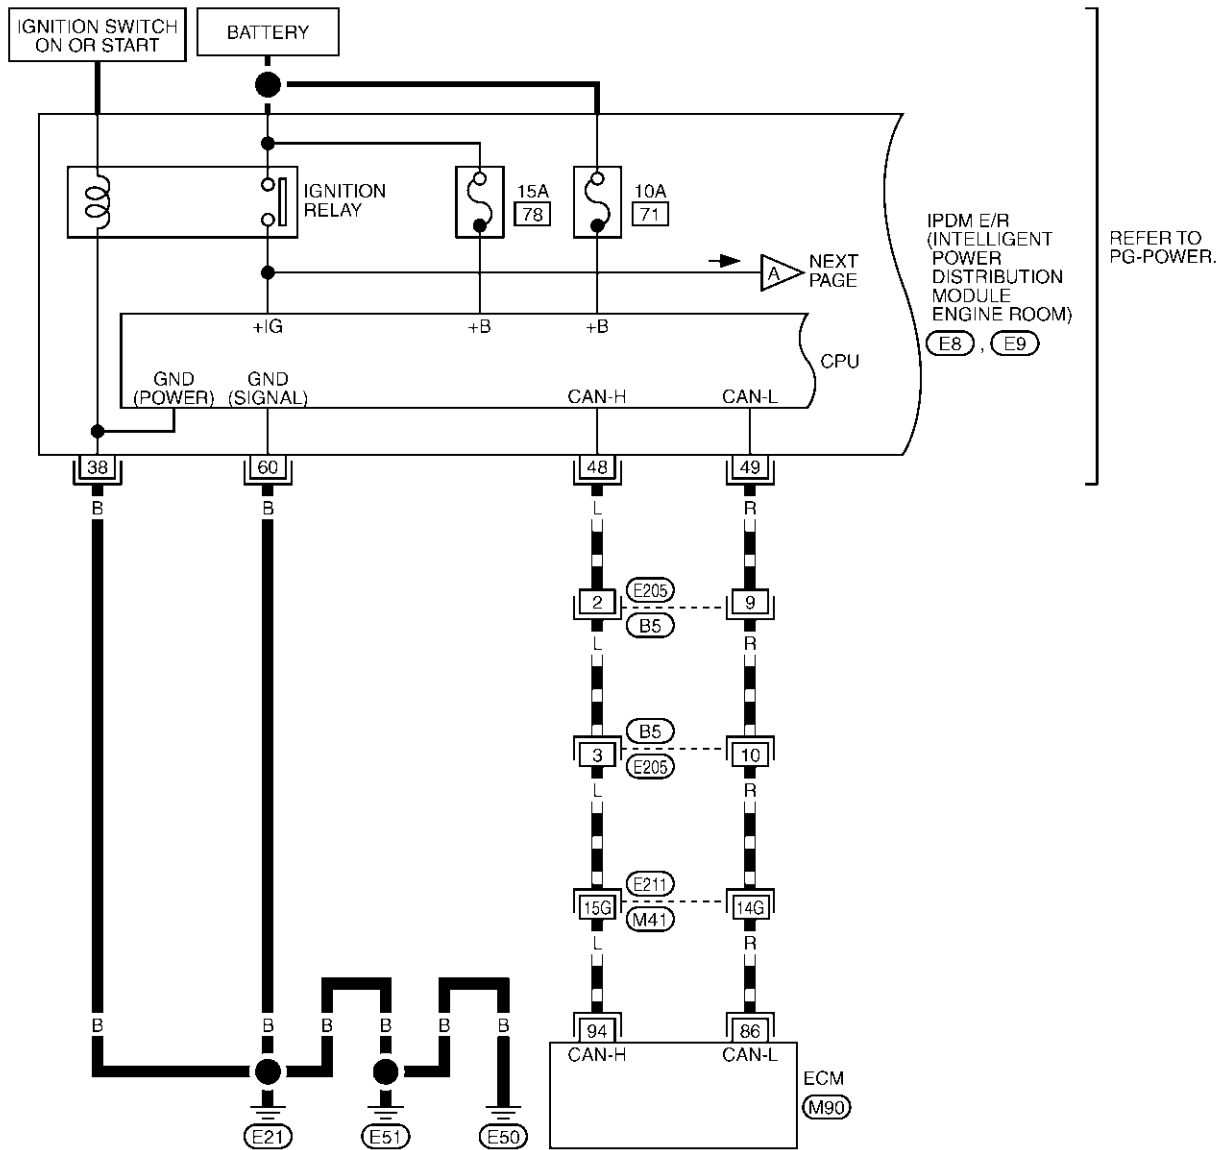 IGNITION SWITCH
ON OR START
BATTERY
IGNITION
RELAY
15A
78
10A
71
A
NEXT
PAGE
IPDM E/R
(INTELLIGENT
POWER
DISTRIBUTION
MODULE
ENGINE ROOM)
E8 , E9
REFER TO
PG-POWER.
+IG
+B
+B
CPU
GND
(POWER)
GND
(SIGNAL)
CAN-H
CAN-L
38
60
48
49
B
B
L
R
2
E205
B5
9
L
R
3
B5
E205
10
L
R
15G
E211
M41
14G
L
R
B
B
B
B
B
B
94
86
CAN-H
CAN-L
ECM
M90
E21
E51
E50